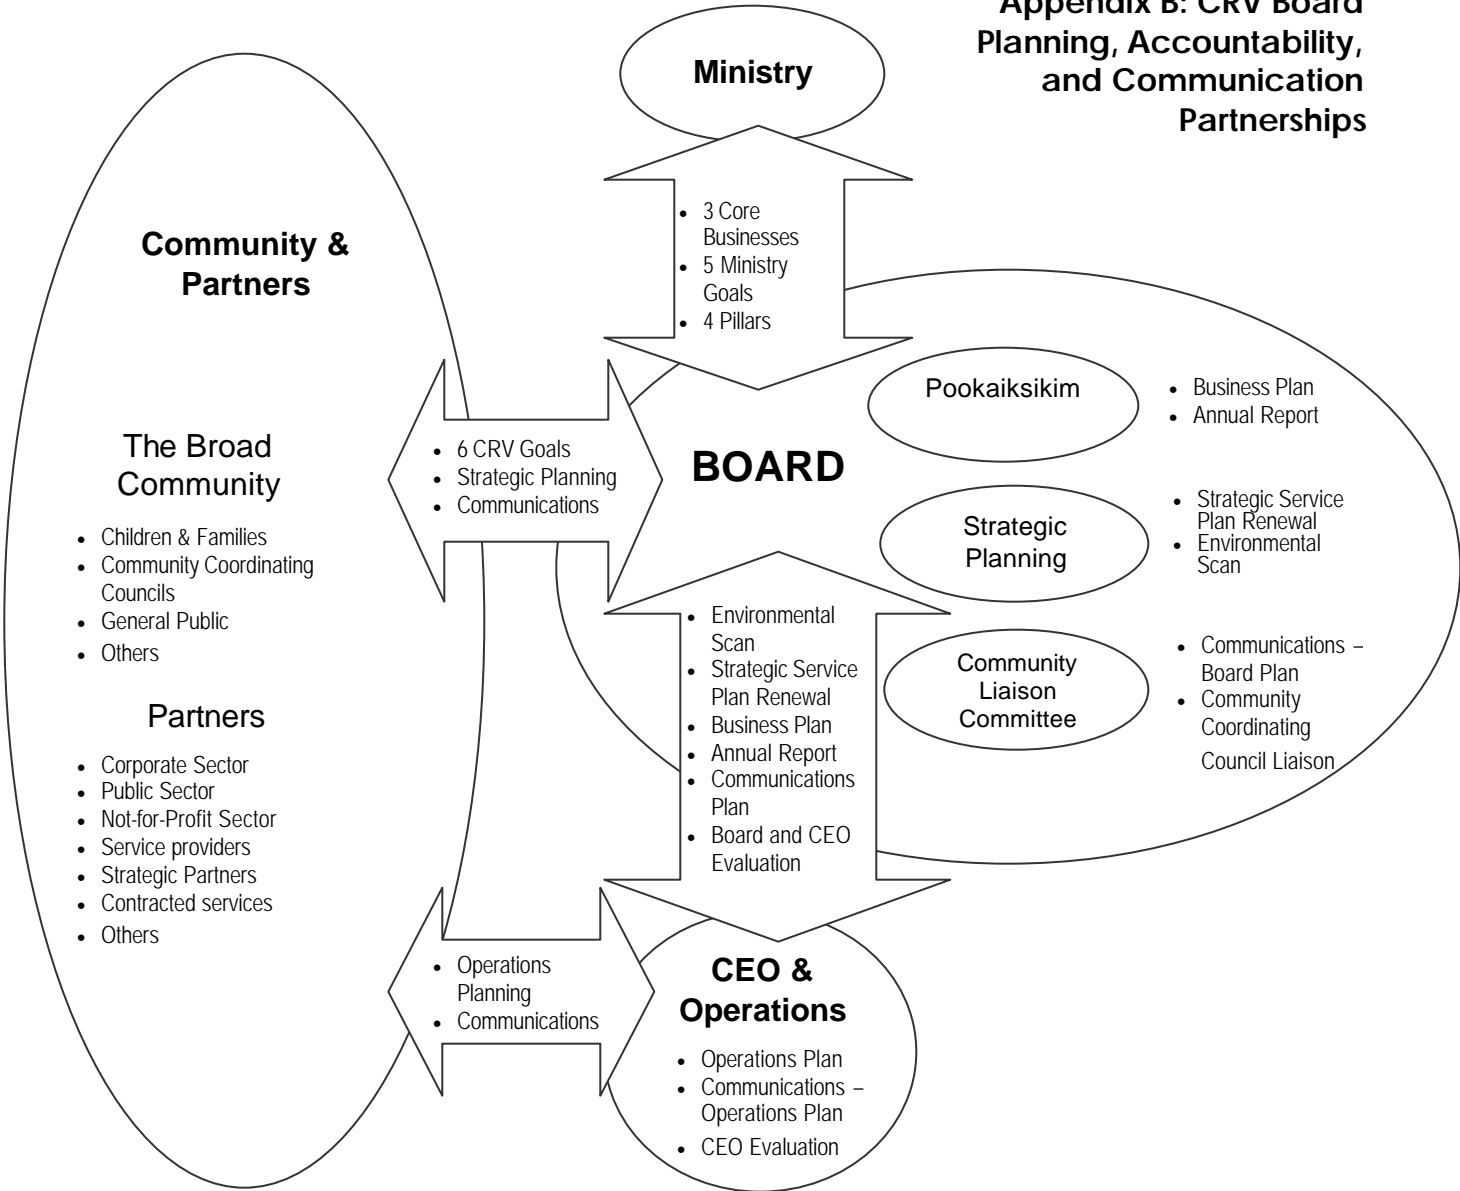 Appendix B: CRV Board
Planning, Accountability,
and Communication
Partnerships
Ministry
• 3 Core
Businesses
• 5 Ministry
Goals
• 4 Pillars
Community &
Partners
The Broad
Community
• Children & Families
• Community Coordinating
Councils
• General Public
• Others
Partners
• Corporate Sector
• Public Sector
• Not-for-Profit Sector
• Service providers
• Strategic Partners
• Contracted services
• Others
• 6 CRV Goals
• Strategic Planning
• Communications
BOARD
Pookaiksikim
• Business Plan
• Annual Report
Strategic
Planning
• Strategic Service
Plan Renewal
• Environmental
Scan
Community
Liaison
Committee
• Communications –
Board Plan
• Community
Coordinating
Council Liaison
• Environmental
Scan
• Strategic Service
Plan Renewal
• Business Plan
• Annual Report
• Communications
Plan
• Board and CEO
Evaluation
• Operations
Planning
• Communications
CEO &
Operations
• Operations Plan
• Communications –
Operations Plan
• CEO Evaluation